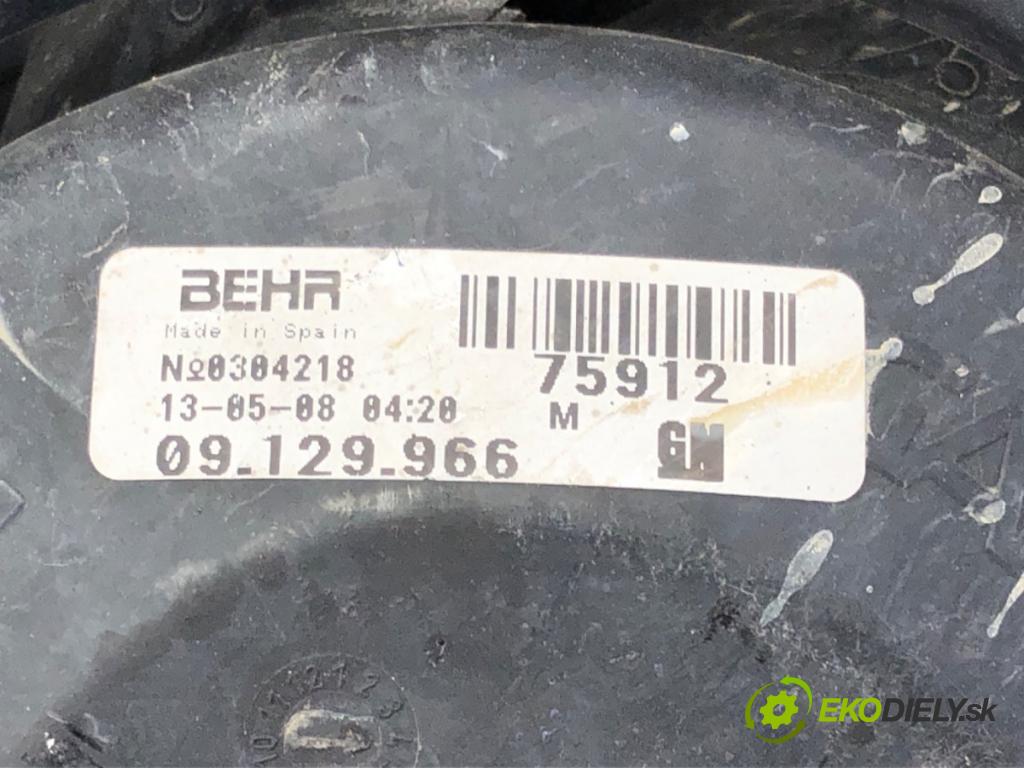 BEHR
Made in Spain
№0304218
13-05-08 04:20
09.129.966
75912
M
GM
EKODIELY.sk